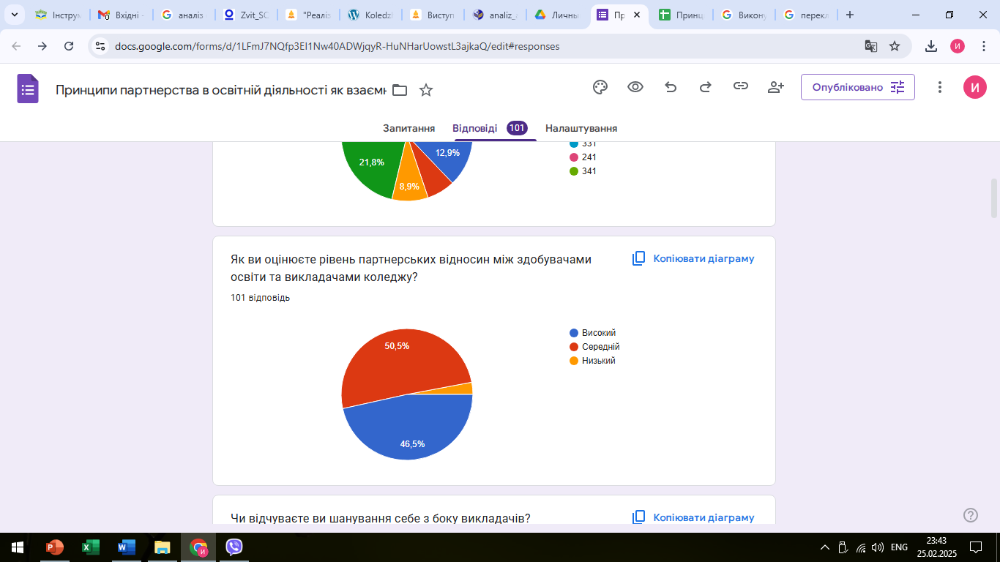 Інструм
Вхідні -
аналіз
Zvit_SC
"Реаліз
Koledzl
Виступ
analiz_
Личны
Пр
Принц
Викону
перекл
docs.google.com/forms/d/1LFmJ7NQfp3EI1Nw40ADWjqyR-HuNHarUowstL3ajkaQ/edit#responses
И
Принципи партнерства в освітній діяльності як взаємн
Опубліковано
И
Запитання Відповіді 101 Налаштування
331
12,9%
241
21,8%
341
8,9%
Як ви оцінюєте рівень партнерських відносин між здобувачами
освіти та викладачами коледжу?
Копіювати діаграму
101 відповідь
Високий
50,5%
Середній
Низький
46,5%
Чи відчуваєте ви шанування себе з боку викладачів?
Копіювати діаграму
ENG
23:43
25.02.2025